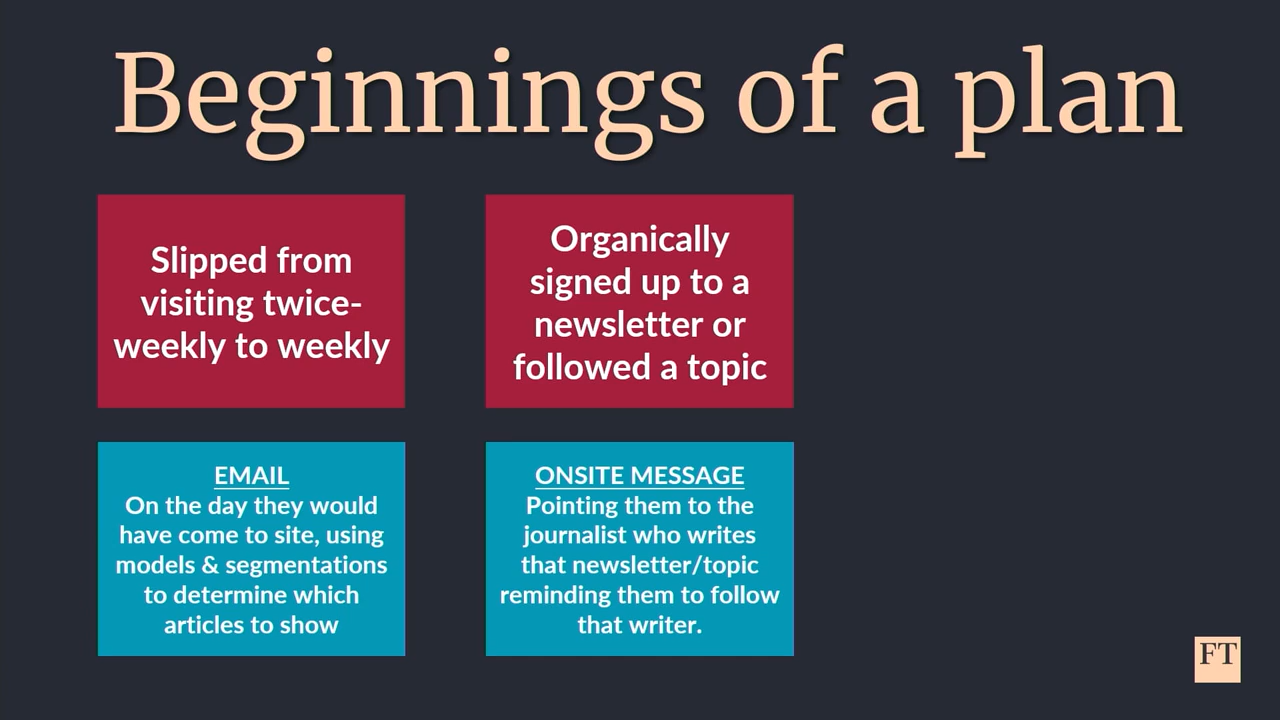 Beginnings of a plan
Slipped from
visiting twice-
weekly to weekly
Organically
signed up to a
newsletter or
followed a topic
EMAIL
On the day they would
have come to site, using
models & segmentations
to determine which
articles to show
ONSITE MESSAGE
Pointing them to the
journalist who writes
that newsletter/topic
reminding them to follow
that writer.
FT